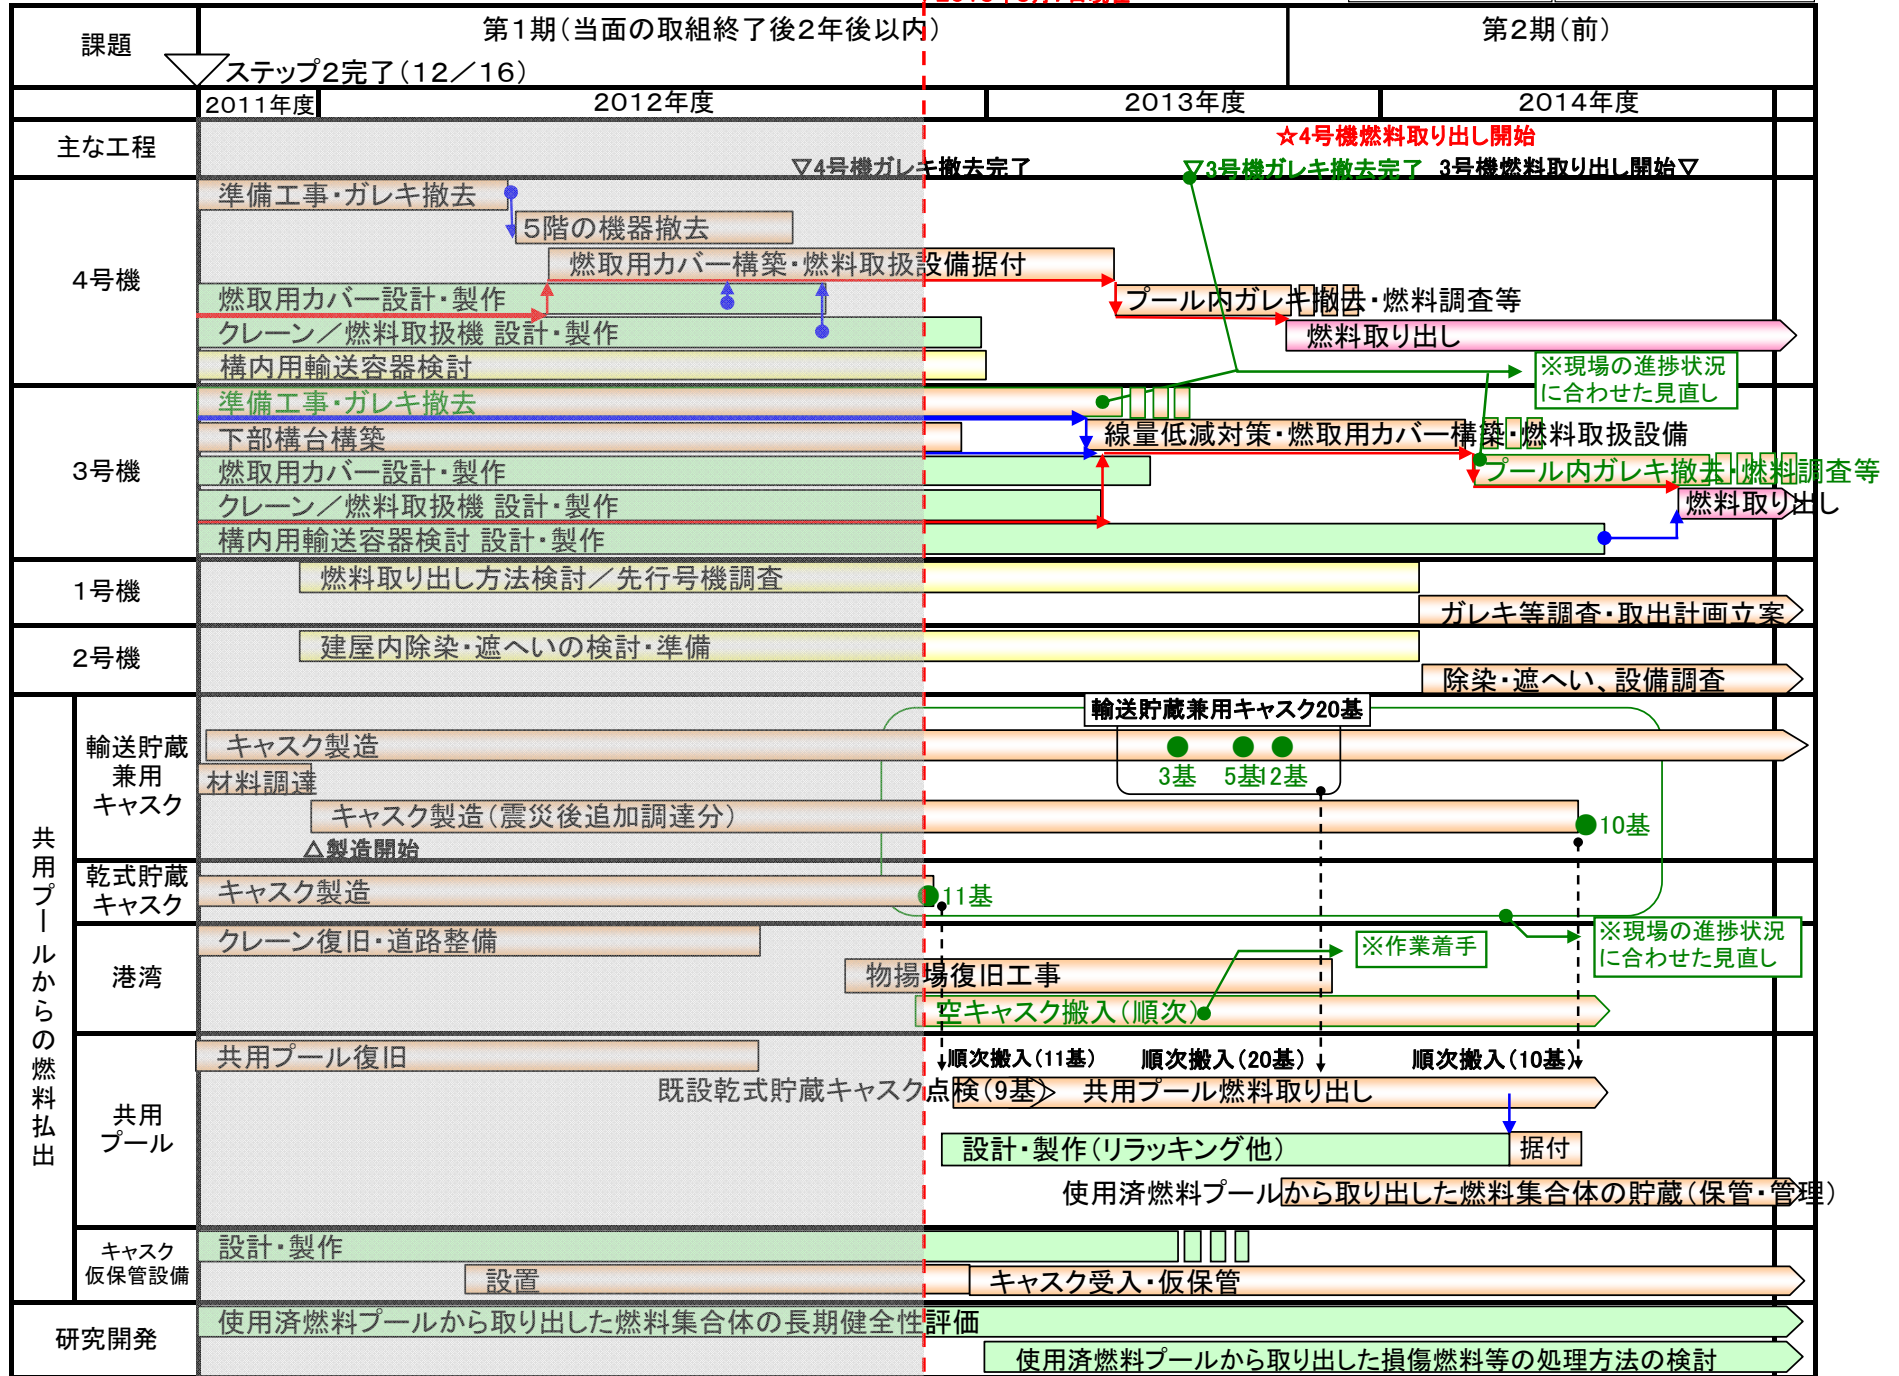 課題
第1期(当面の取組終了後2年後以内)
第2期(前)
ステップ2完了(12/16)
2011年度
2012年度
2013年度
2014年度
主な工程
☆4号機燃料取り出し開始
▽4号機ガレキ撤去完了
▽3号機ガレキ撤去完了
3号機燃料取り出し開始▽
4号機
準備工事・ガレキ撤去
5階の機器撤去
燃取用カバー構築・燃料取扱設備据付
燃取用カバー設計・製作
プール内ガレキ撤去・燃料調査等
クレーン/燃料取扱機 設計・製作
燃料取り出し
構内用輸送容器検討
※現場の進捗状況
に合わせた見直し
3号機
準備工事・ガレキ撤去
下部構台構築
線量低減対策・燃取用カバー構築・燃料取扱設備
燃取用カバー設計・製作
プール内ガレキ撤去・燃料調査等
クレーン/燃料取扱機 設計・製作
燃料取り出し
構内用輸送容器検討 設計・製作
1号機
燃料取り出し方法検討/先行号機調査
ガレキ等調査・取出計画立案
2号機
建屋内除染・遮へいの検討・準備
除染・遮へい、設備調査
共用プールからの燃料払出
輸送貯蔵
兼用
キャスク
輸送貯蔵兼用キャスク20基
キャスク製造
3基
5基
12基
材料調達
キャスク製造(震災後追加調達分)
10基
△製造開始
乾式貯蔵
キャスク
キャスク製造
11基
港湾
クレーン復旧・道路整備
※作業着手
※現場の進捗状況
に合わせた見直し
物揚場復旧工事
空キャスク搬入(順次)
共用
プール
共用プール復旧
順次搬入(11基)
順次搬入(20基)
順次搬入(10基)
既設乾式貯蔵キャスク点検(9基)
共用プール燃料取り出し
設計・製作(リラッキング他)
据付
使用済燃料プールから取り出した燃料集合体の貯蔵(保管・管理)
キャスク
仮保管設備
設計・製作
設置
キャスク受入・仮保管
研究開発
使用済燃料プールから取り出した燃料集合体の長期健全性評価
使用済燃料プールから取り出した損傷燃料等の処理方法の検討